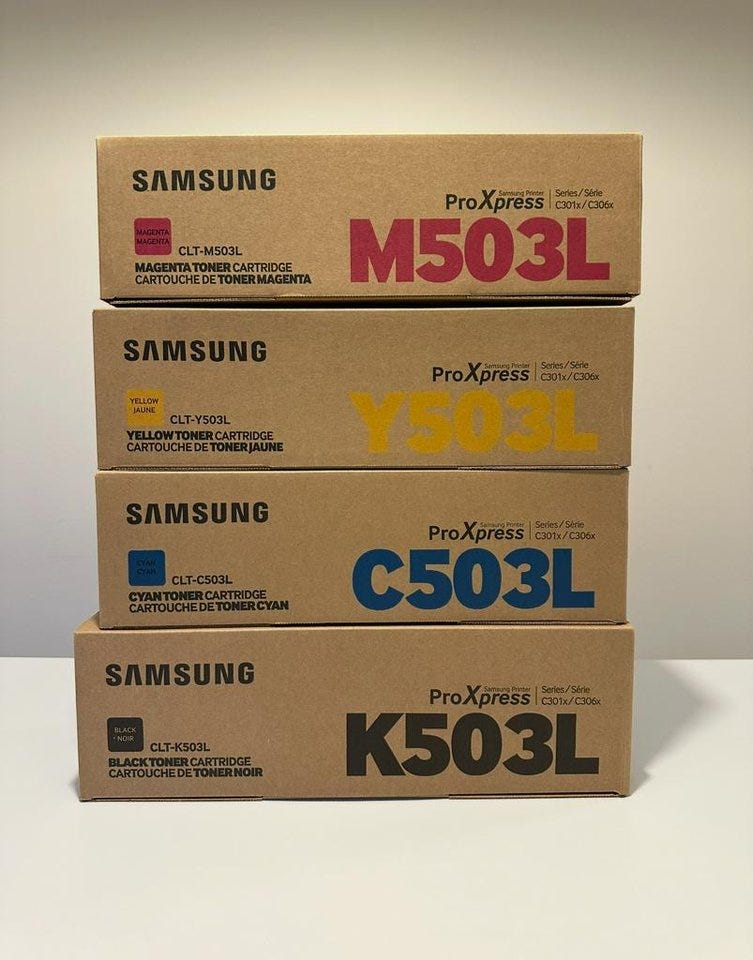 SAMSUNG
Samsung Printer
ProXpress
Series/Série
C301x/C306x
MAGENTA
MAGENTA
CLT-M503L
M503L
MAGENTA TONER CARTRIDGE
CARTOUCHE DE TONER MAGENTA
SAMSUNG
Samsung Printer
ProXpress
Series/Série
C301x/C306x
YELLOW
JAUNE
CLT-Y503L
Y503L
YELLOW TONER CARTRIDGE
CARTOUCHE DE TONER JAUNE
SAMSUNG
Samsung Printer
ProXpress
Series/Série
C301x/C306x
CYAN
CYAN
CLT-C503L
C503L
CYAN TONER CARTRIDGE
CARTOUCHE DE TONER CYAN
SAMSUNG
Samsung Printer
ProXpress
Series/Série
C301x/C306x
BLACK
NOIR
CLT-K503L
K503L
BLACK TONER CARTRIDGE
CARTOUCHE DE TONER NOIR